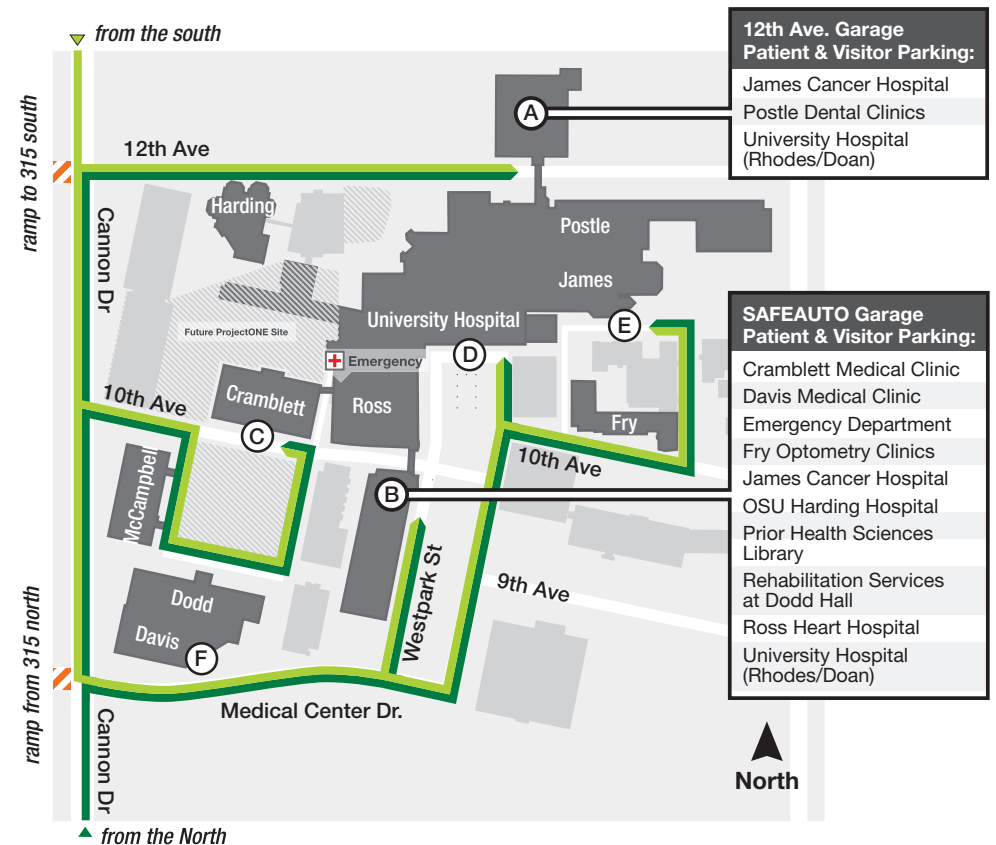 from the south
12th Ave. Garage
Patient & Visitor Parking:
James Cancer Hospital
Postle Dental Clinics
University Hospital
(Rhodes/Doan)
A
ramp to 315 south
12th Ave
Harding
Postle
Cannon Dr
James
Future ProjectONE Site
University Hospital
E
D
Emergency
SAFEAUTO Garage
Patient & Visitor Parking:
Cramblett Medical Clinic
Davis Medical Clinic
Emergency Department
Fry Optometry Clinics
James Cancer Hospital
OSU Harding Hospital
Prior Health Sciences
Library
Rehabilitation Services
at Dodd Hall
Ross Heart Hospital
University Hospital
(Rhodes/Doan)
10th Ave
Cramblett
Ross
Fry
C
10th Ave
McCampbell
B
Westpark St
9th Ave
Dodd
Davis
F
ramp from 315 north
Medical Center Dr.
Cannon Dr
North
from the North